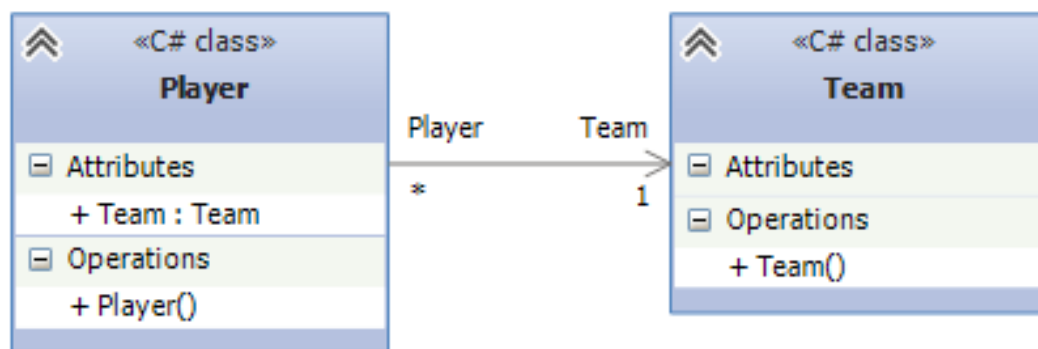 «C# class»
Player
Attributes
+ Team : Team
Operations
+ Player()
Player Team
* 1
«C# class»
Team
Attributes
Operations
+ Team()